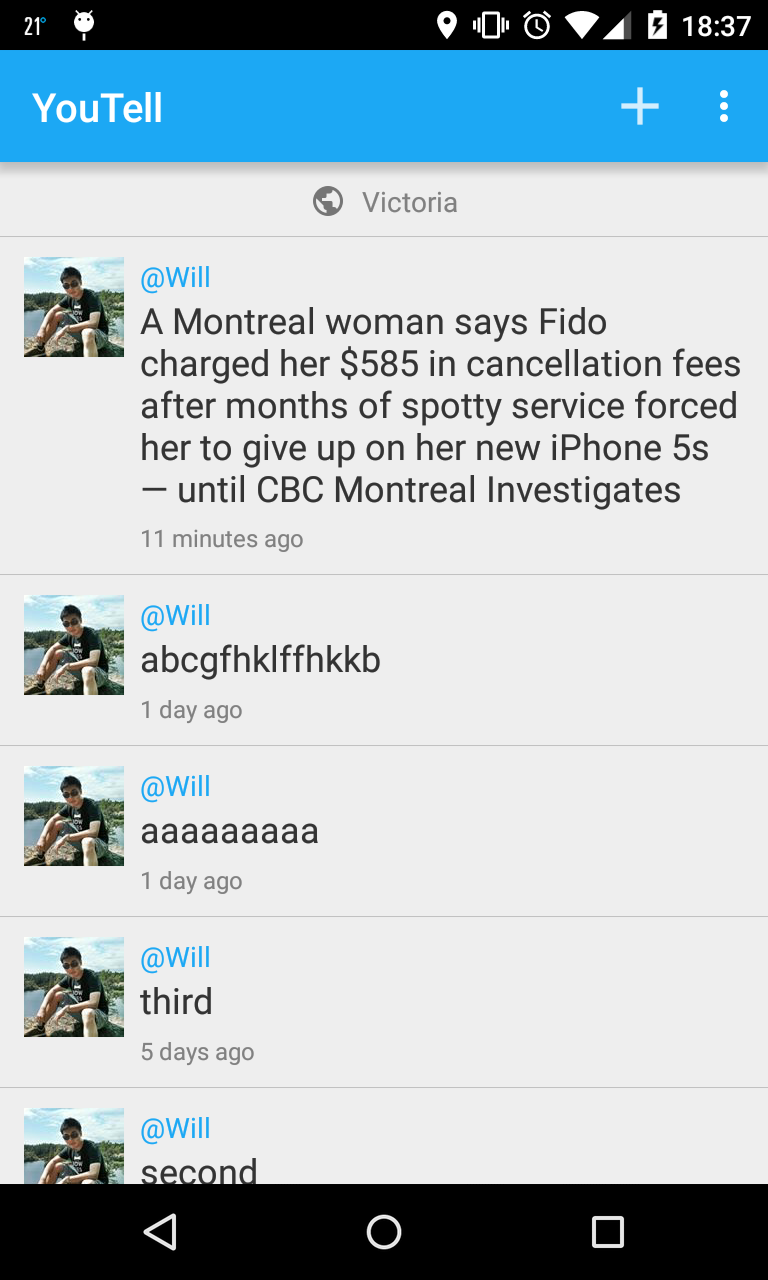 21°
18:37
YouTell
Victoria
@Will
A Montreal woman says Fido
charged her $585 in cancellation fees
after months of spotty service forced
her to give up on her new iPhone 5s
— until CBC Montreal Investigates
11 minutes ago
@Will
abcgfhklffhkkb
1 day ago
@Will
aaaaaaaaa
1 day ago
@Will
third
5 days ago
@Will
second